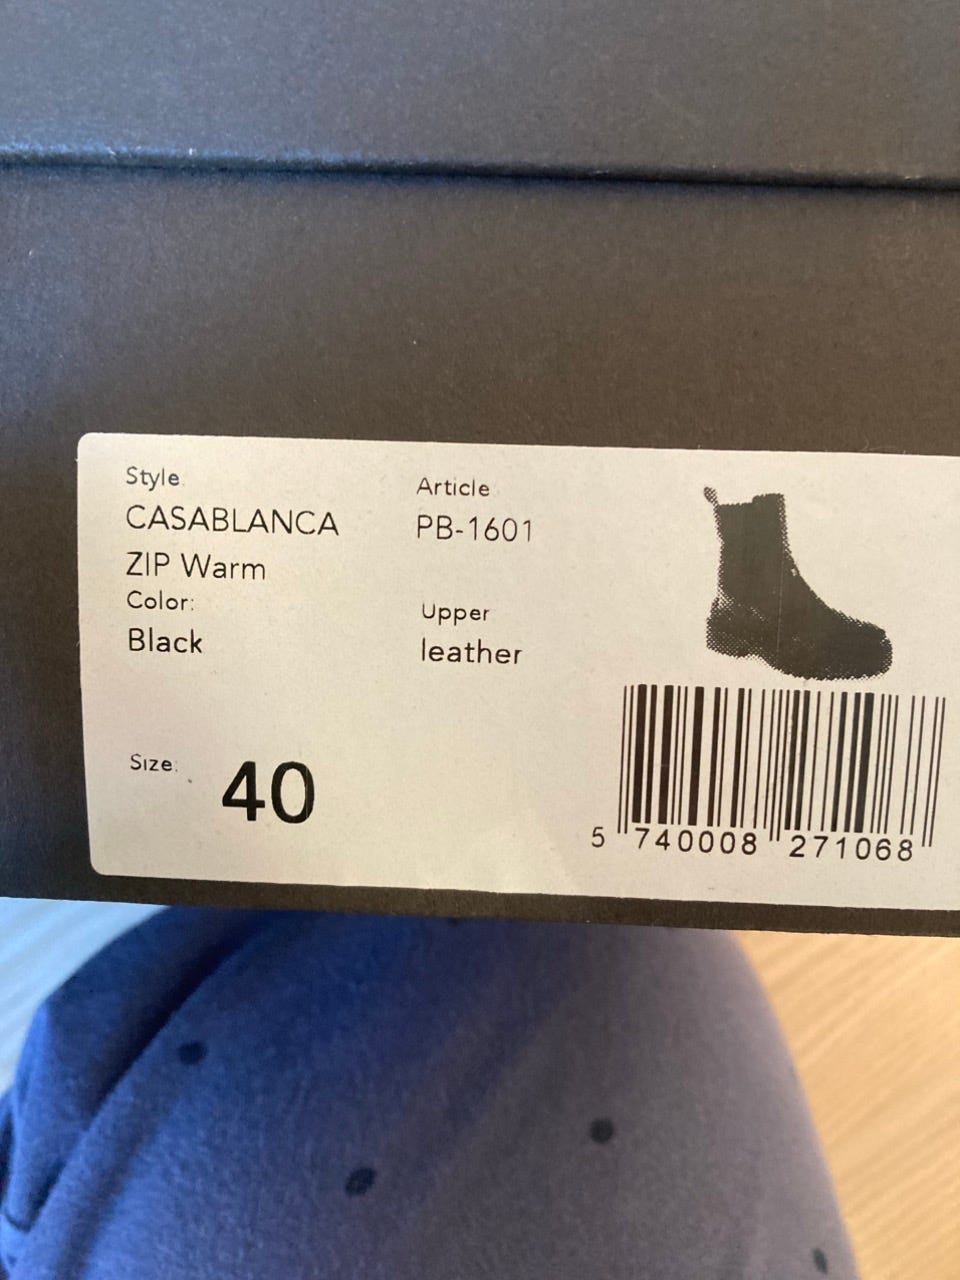 Style
CASABLANCA
ZIP Warm
Color:
Black
Article
PB-1601
Upper
leather
Size:
40
5 740008 271068